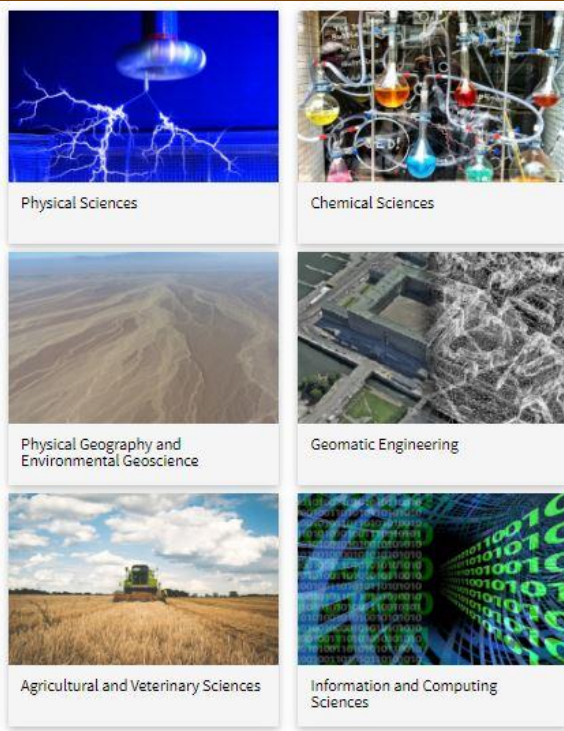 Physical Sciences
Chemical Sciences
Physical Geography and
Environmental Geoscience
Geomatic Engineering
Agricultural and Veterinary Sciences
Information and Computing
Sciences